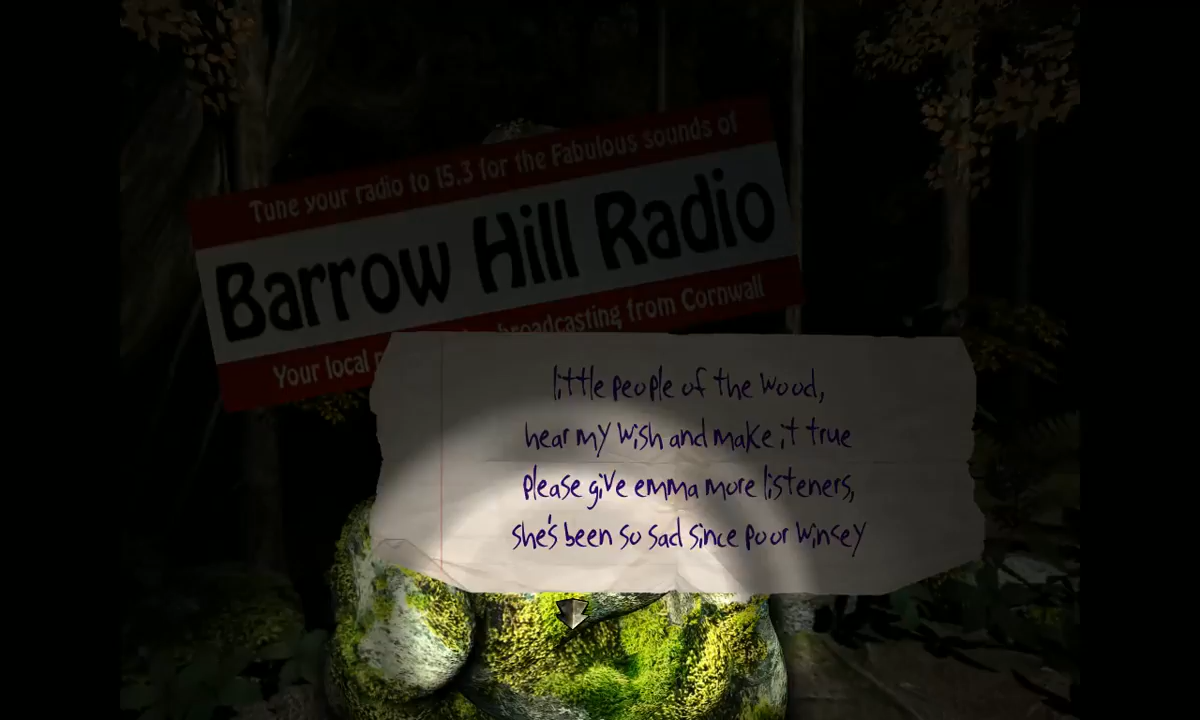 Tune your radio to 15.3 for the Fabulous sounds of
Barrow Hill Radio
Your local
broadcasting from Cornwall
little people of the wood,
hear my wish and make it true
please give emma more listeners,
she's been so sad since poor winsey